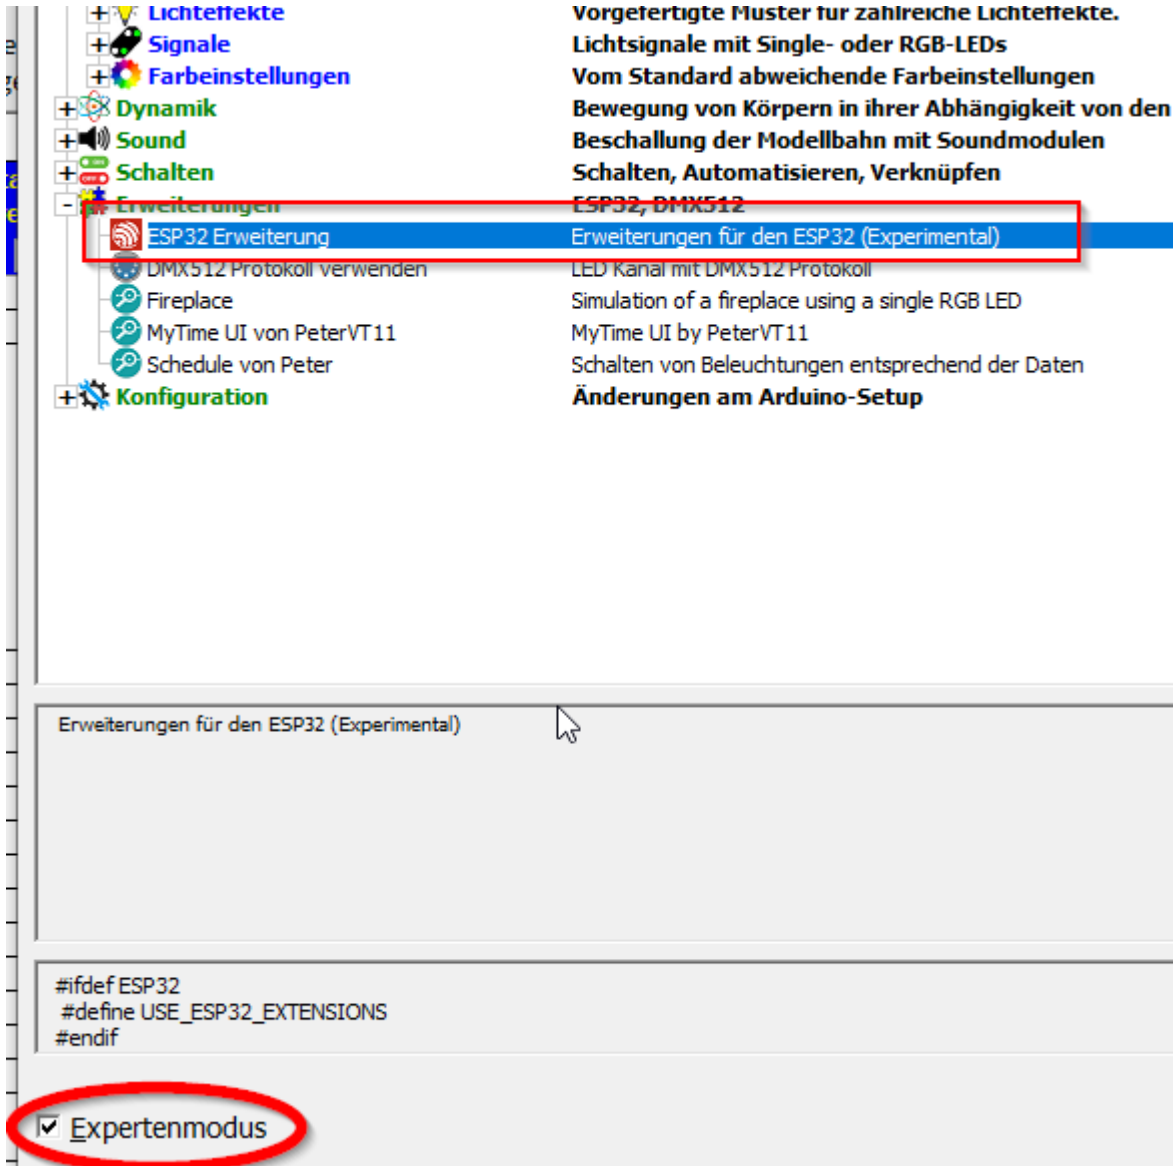 Lichteffekte Vorgefertigte Muster für zahlreiche Lichteffekte.
Signale Lichtsignale mit Single- oder RGB-LEDs
Farbeinstellungen Vom Standard abweichende Farbeinstellungen
Dynamik Bewegung von Körpern in ihrer Abhängigkeit von den
Sound Beschallung der Modellbahn mit Soundmodulen
Schalten Schalten, Automatisieren, Verknüpfen
Erweiterungen ESP32, DMX512
ESP32 Erweiterung Erweiterungen für den ESP32 (Experimental)
DMX512 Protokoll verwenden LED Kanal mit DMX512 Protokoll
Fireplace Simulation of a fireplace using a single RGB LED
MyTime UI von PeterVT11 MyTime UI by PeterVT11
Schedule von Peter Schalten von Beleuchtungen entsprechend der Daten
Konfiguration Änderungen am Arduino-Setup
Erweiterungen für den ESP32 (Experimental)
#ifdef ESP32
#define USE_ESP32_EXTENSIONS
#endif
Expertenmodus